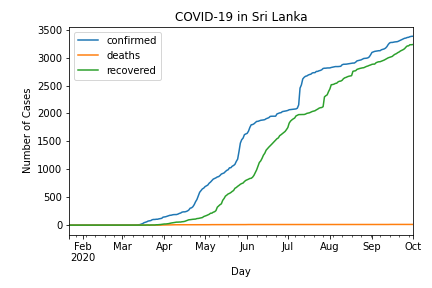 COVID-19 in Sri Lanka
confirmed
deaths
recovered
3500
3000
2500
2000
1500
1000
500
0
Number of Cases
Feb Mar Apr May Jun Jul Aug Sep Oct
2020
Day